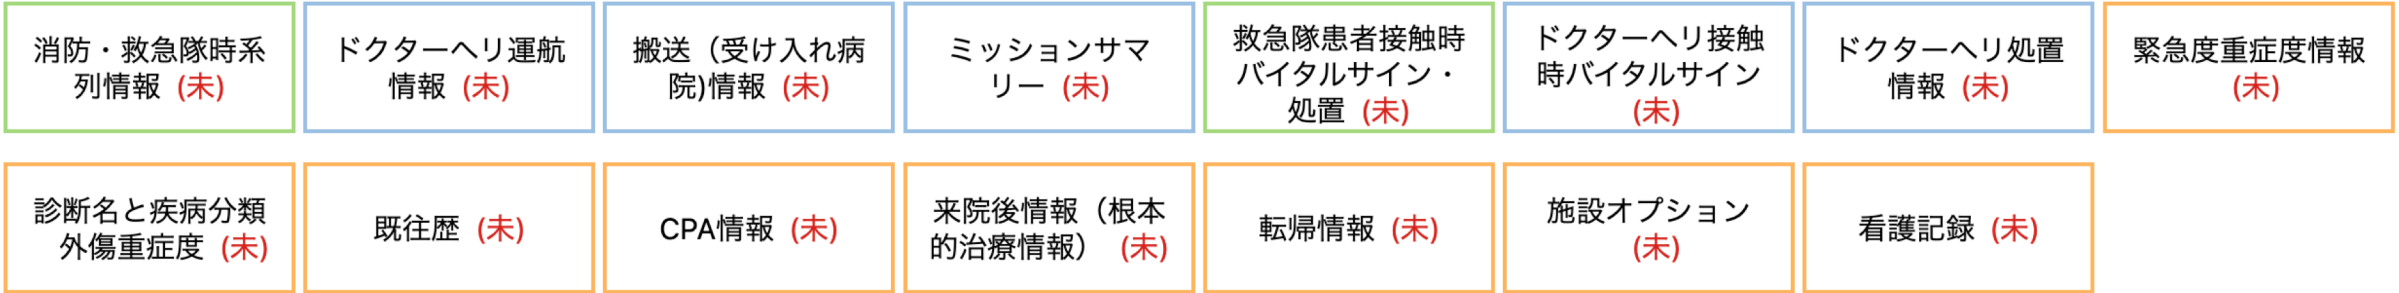 消防・救急隊時系
列情報 (未)
ドクターヘリ運航
情報 (未)
搬送（受け入れ病
院)情報 (未)
ミッションサマ
リー (未)
救急隊患者接触時
バイタルサイン・
処置 (未)
ドクターヘリ接触
時バイタルサイン
(未)
ドクターヘリ処置
情報 (未)
緊急度重症度情報
(未)
診断名と疾病分類
外傷重症度 (未)
既往歴 (未)
CPA情報 (未)
来院後情報（根本
的治療情報） (未)
転帰情報 (未)
施設オプション
(未)
看護記録 (未)